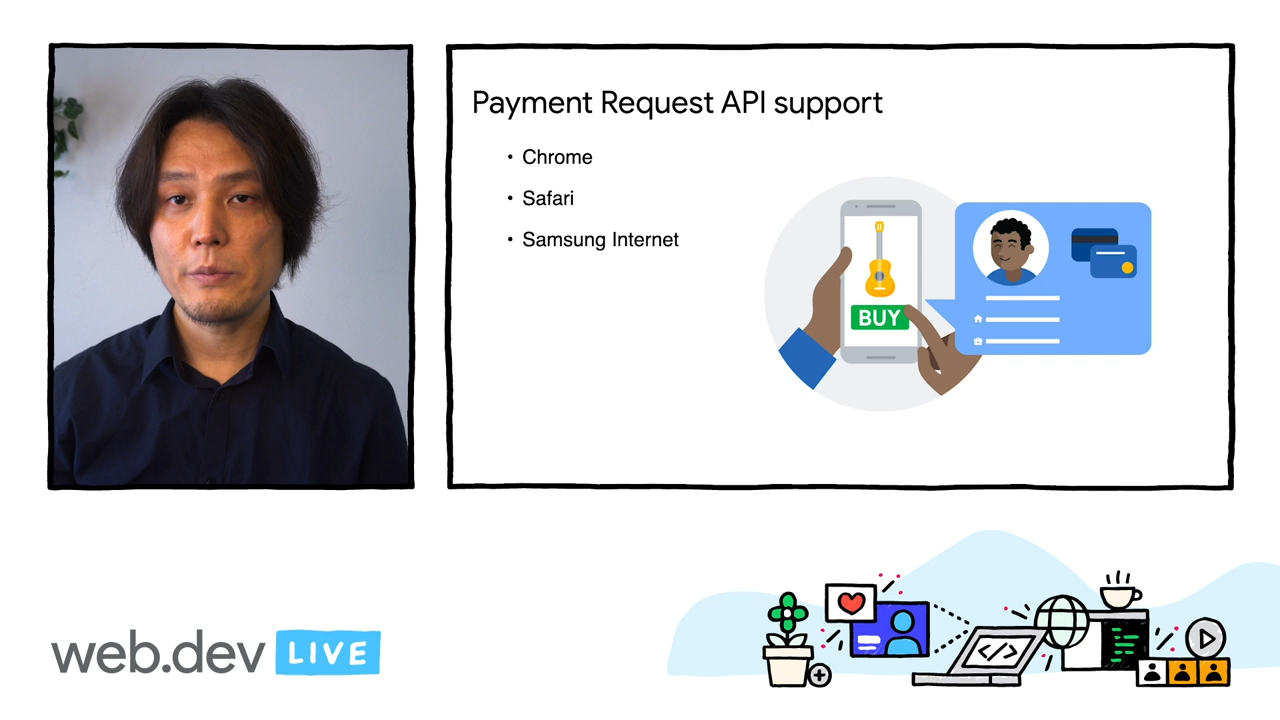 Payment Request API support
• Chrome
• Safari
• Samsung Internet
BUY
web.dev LIVE
</>